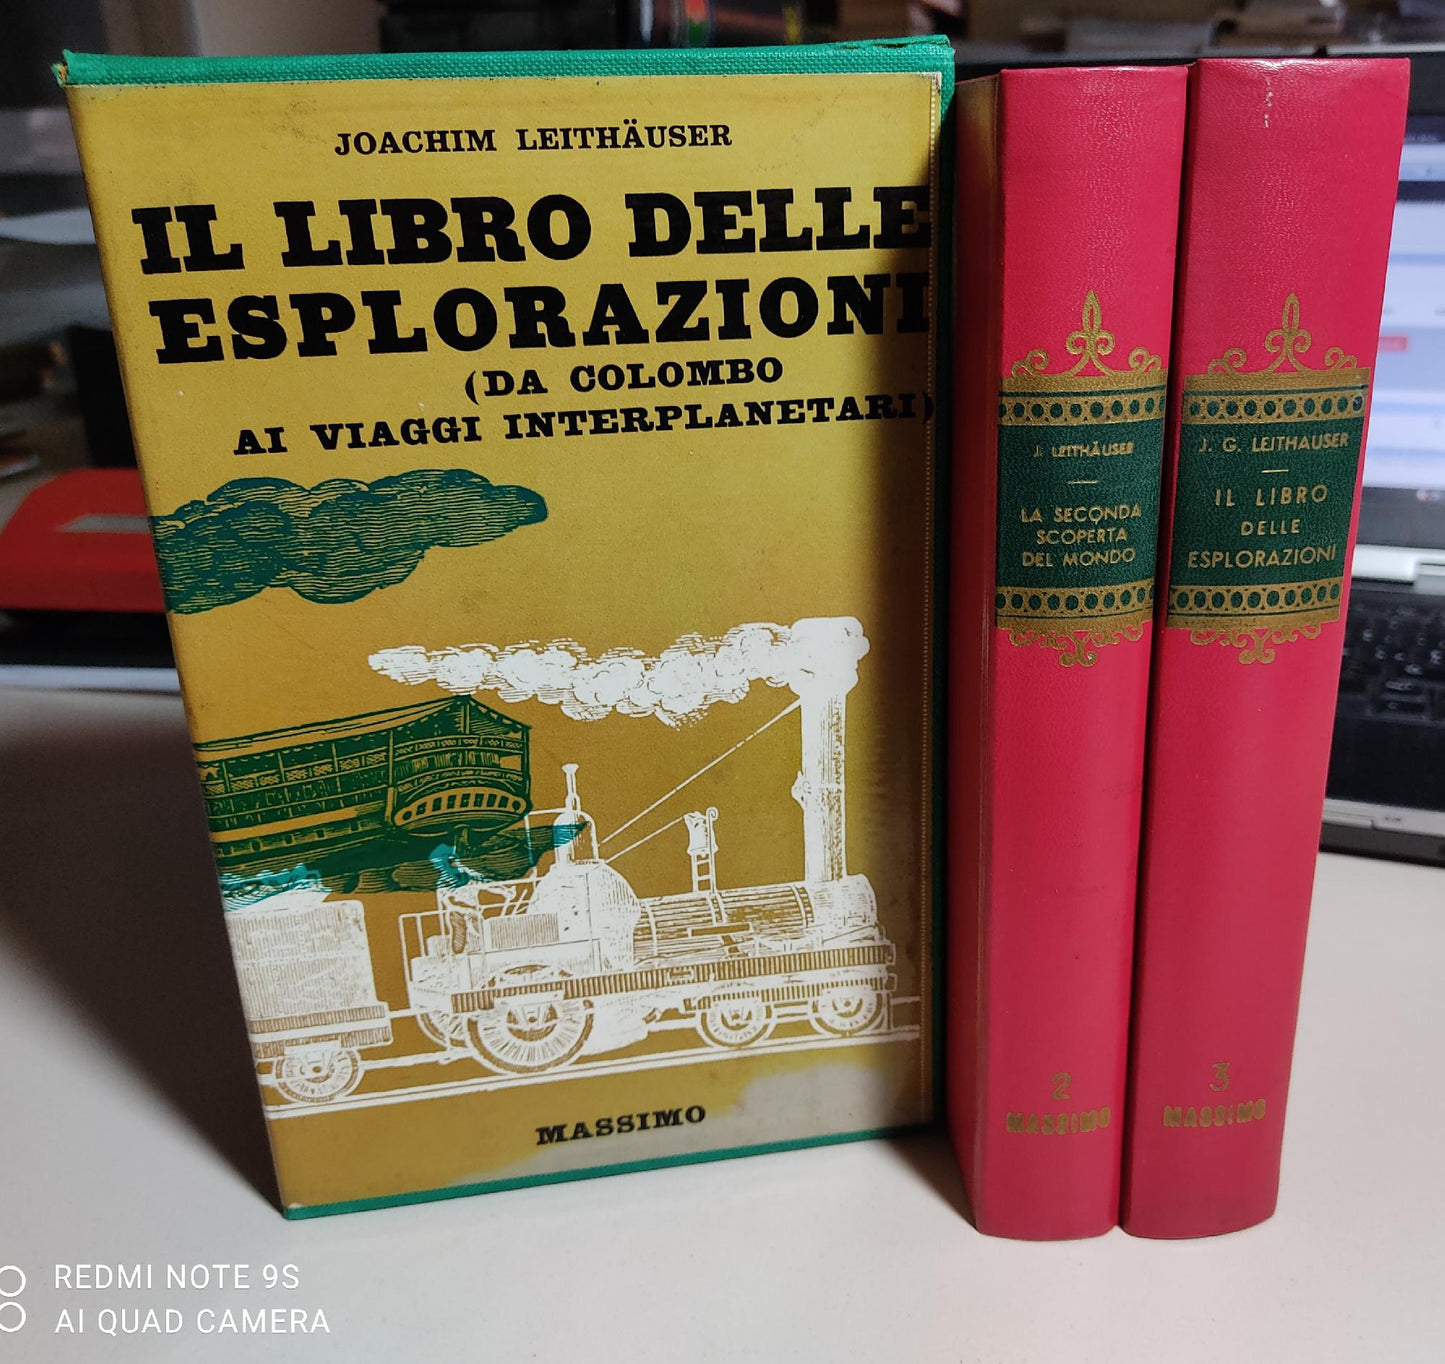 JOACHIM LEITHÄUSER
IL LIBRO DELLE
ESPLORAZIONI
(DA COLOMBO
AI VIAGGI INTERPLANETARI)
MASSIMO
J. LEITHÄUSER
LA SECONDA
SCOPERTA
DEL MONDO
2
MASSIMO
J. G. LEITHAUSER
IL LIBRO
DELLE
ESPLORAZIONI
3
MASSIMO
REDMI NOTE 9S
AI QUAD CAMERA